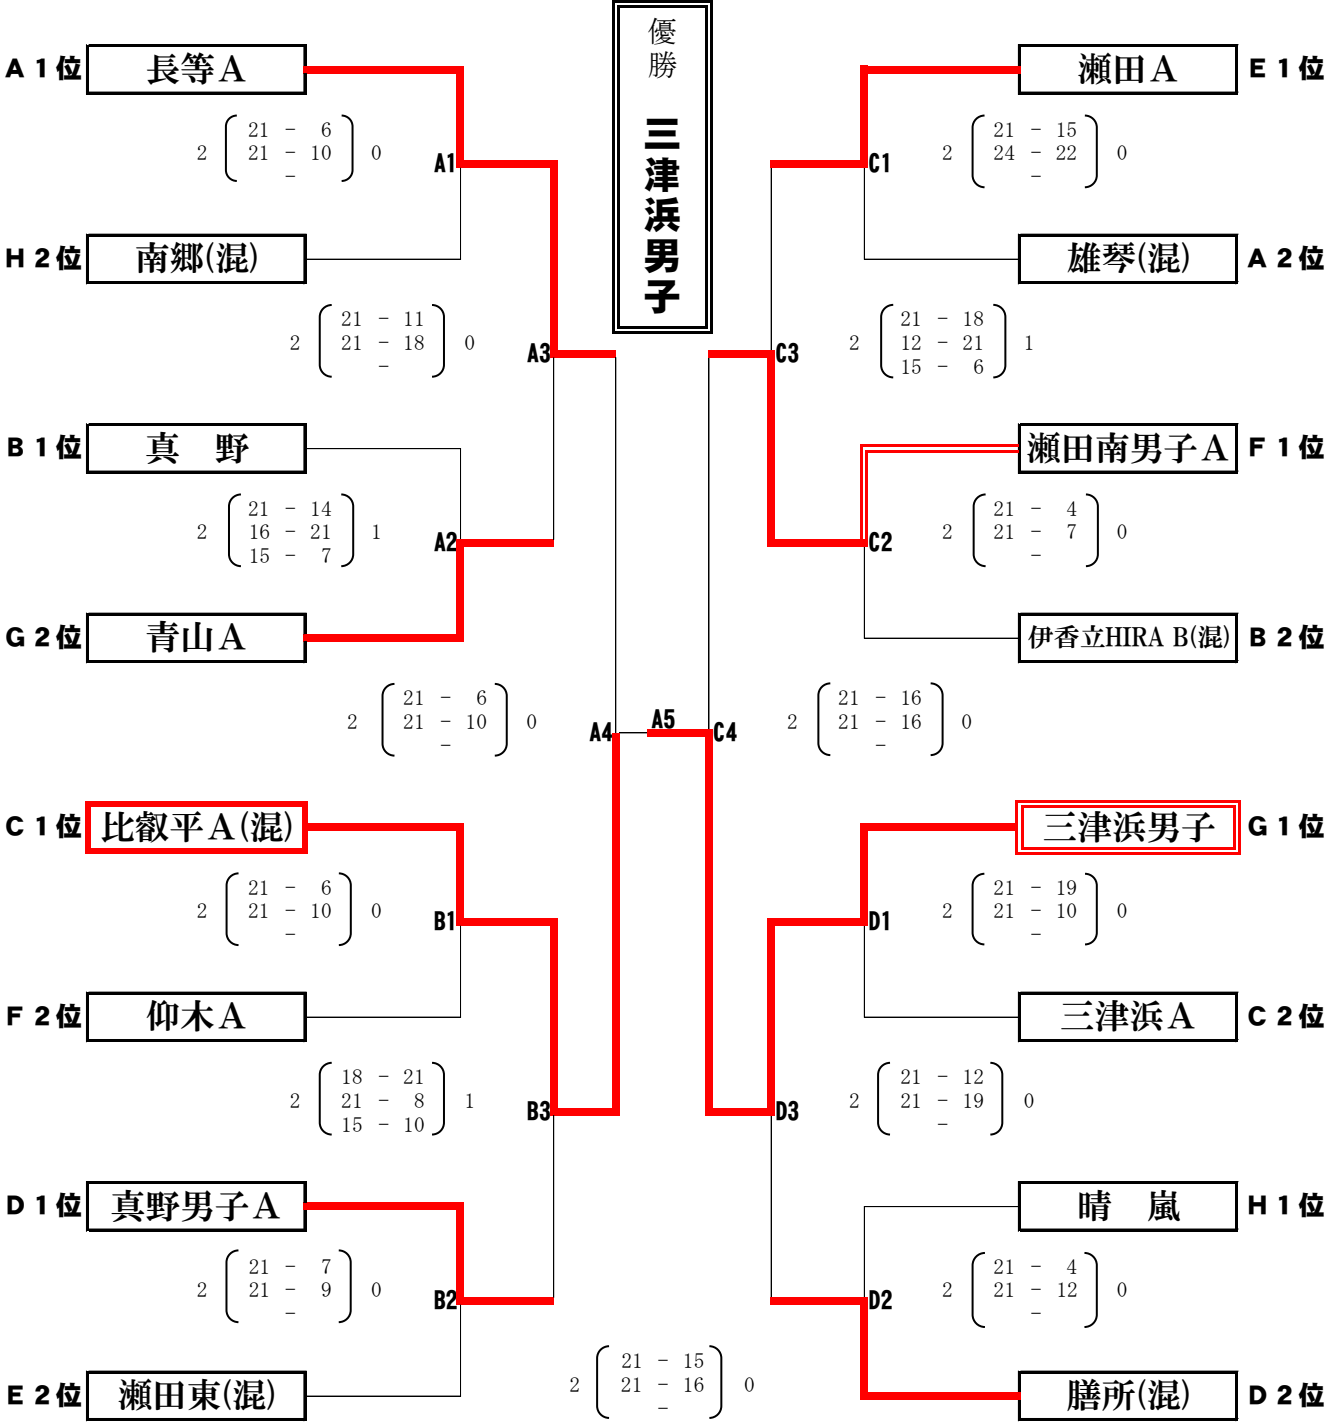 優勝 三津浜男子
A 1 位 長等A
2 21 - 6 0
21 - 10
-
A1
H 2 位 南郷(混)
2 21 - 11 0
21 - 18
-
A3
B 1 位 真 野
2 21 - 14 1
16 - 21
15 - 7
A2
G 2 位 青山A
2 21 - 6 0
21 - 10
-
A4
C 1 位 比叡平A(混)
2 21 - 6 0
21 - 10
-
B1
F 2 位 仰木A
2 18 - 21 1
21 - 8
15 - 10
B3
D 1 位 真野男子A
2 21 - 7 0
21 - 9
-
B2
E 2 位 瀬田東(混)
A5
2 21 - 15 0
21 - 16
-
瀬田A E 1 位
2 21 - 15 0
24 - 22
-
C1
雄琴(混) A 2 位
2 21 - 18 1
12 - 21
15 - 6
C3
瀬田南男子A F 1 位
2 21 - 4 0
21 - 7
-
C2
伊香立HIRA B(混) B 2 位
2 21 - 16 0
21 - 16
-
C4
三津浜男子 G 1 位
2 21 - 19 0
21 - 10
-
D1
三津浜A C 2 位
2 21 - 12 0
21 - 19
-
D3
晴 嵐 H 1 位
2 21 - 4 0
21 - 12
-
D2
膳所(混) D 2 位